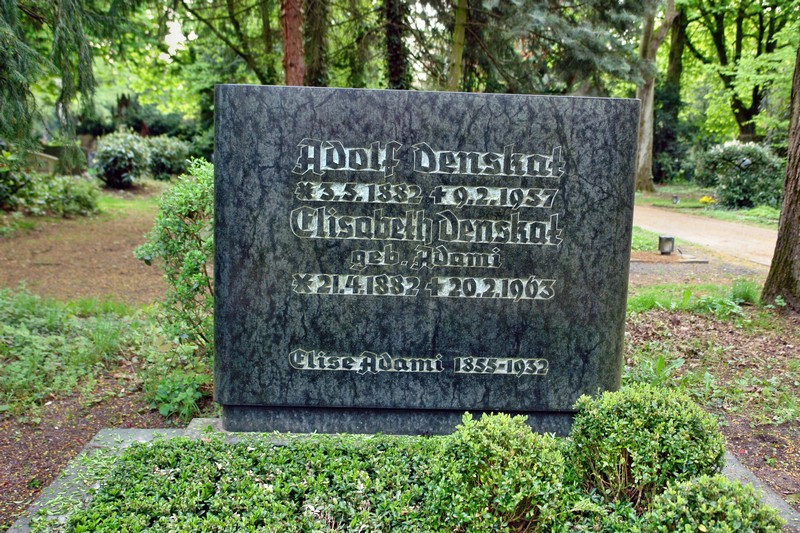 Adolf Denskat
* 3.5.1882 + 9.2.1937
Elisabeth Denskat
geb. Adami
* 21.4.1882 + 20.2.1963
Elise Adami 1855-1932